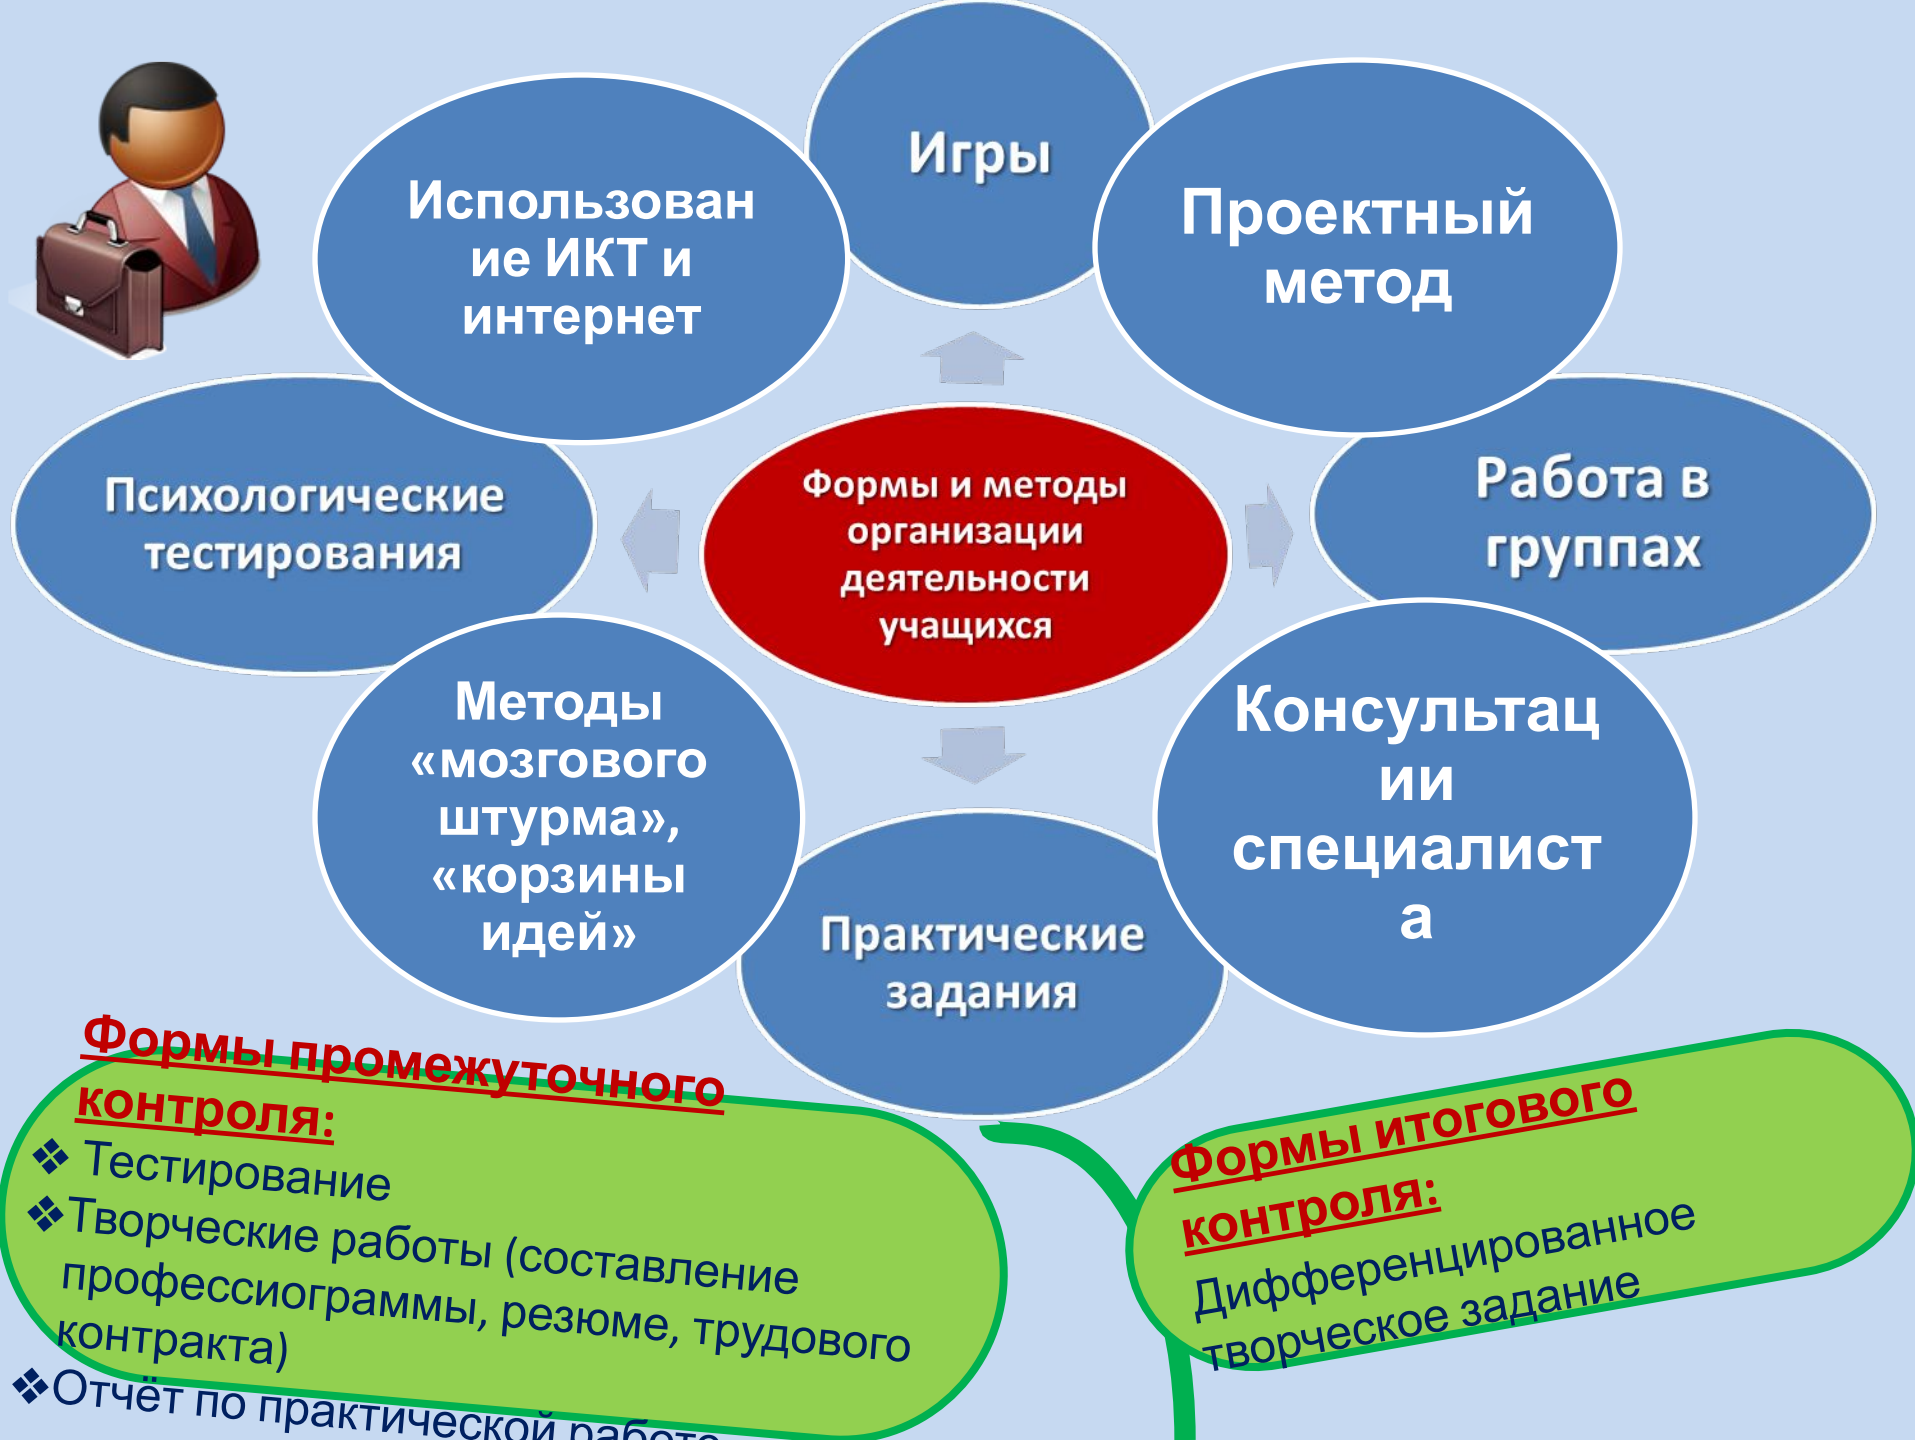 Игры
Использован
ие ИКТ и
интернет
Проектный
метод
Психологические
тестирования
Формы и методы
организации
деятельности
учащихся
Работа в
группах
Методы
«мозгового
штурма»,
«корзины
идей»
Консультац
ии
специалист
а
Практические
задания
Формы промежуточного
контроля:
❖ Тестирование
❖Творческие работы (составление
профессиограммы, резюме, трудового
контракта)
❖Отчёт по практической работе
Формы итогового
контроля:
Дифференцированное
творческое задание